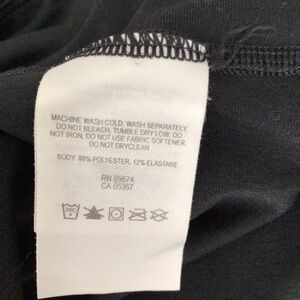 MACHINE WASH COLD. WASH SEPARATELY.
DO NOT BLEACH. TUMBLE DRY LOW. DO
NOT IRON. DO NOT USE FABRIC SOFTENER.
DO NOT DRYCLEAN
BODY: 88% POLYESTER, 12% ELASTANE
RN 89674
CA 05367
30C